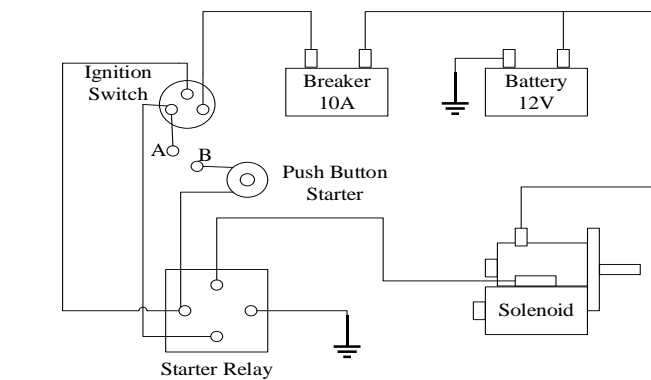 Ignition
Switch
Breaker
10A
Battery
12V
A
B
Push Button
Starter
Solenoid
Starter Relay